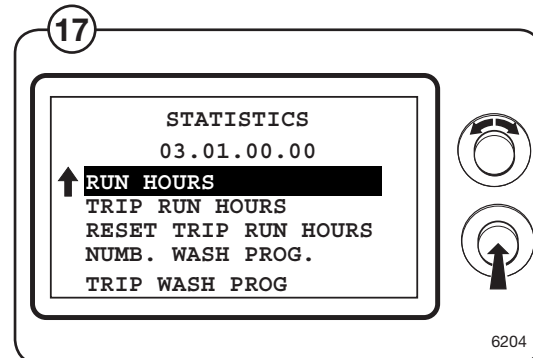 17
STATISTICS
03.01.00.00
RUN HOURS
TRIP RUN HOURS
RESET TRIP RUN HOURS
NUMB. WASH PROG.
TRIP WASH PROG
6204